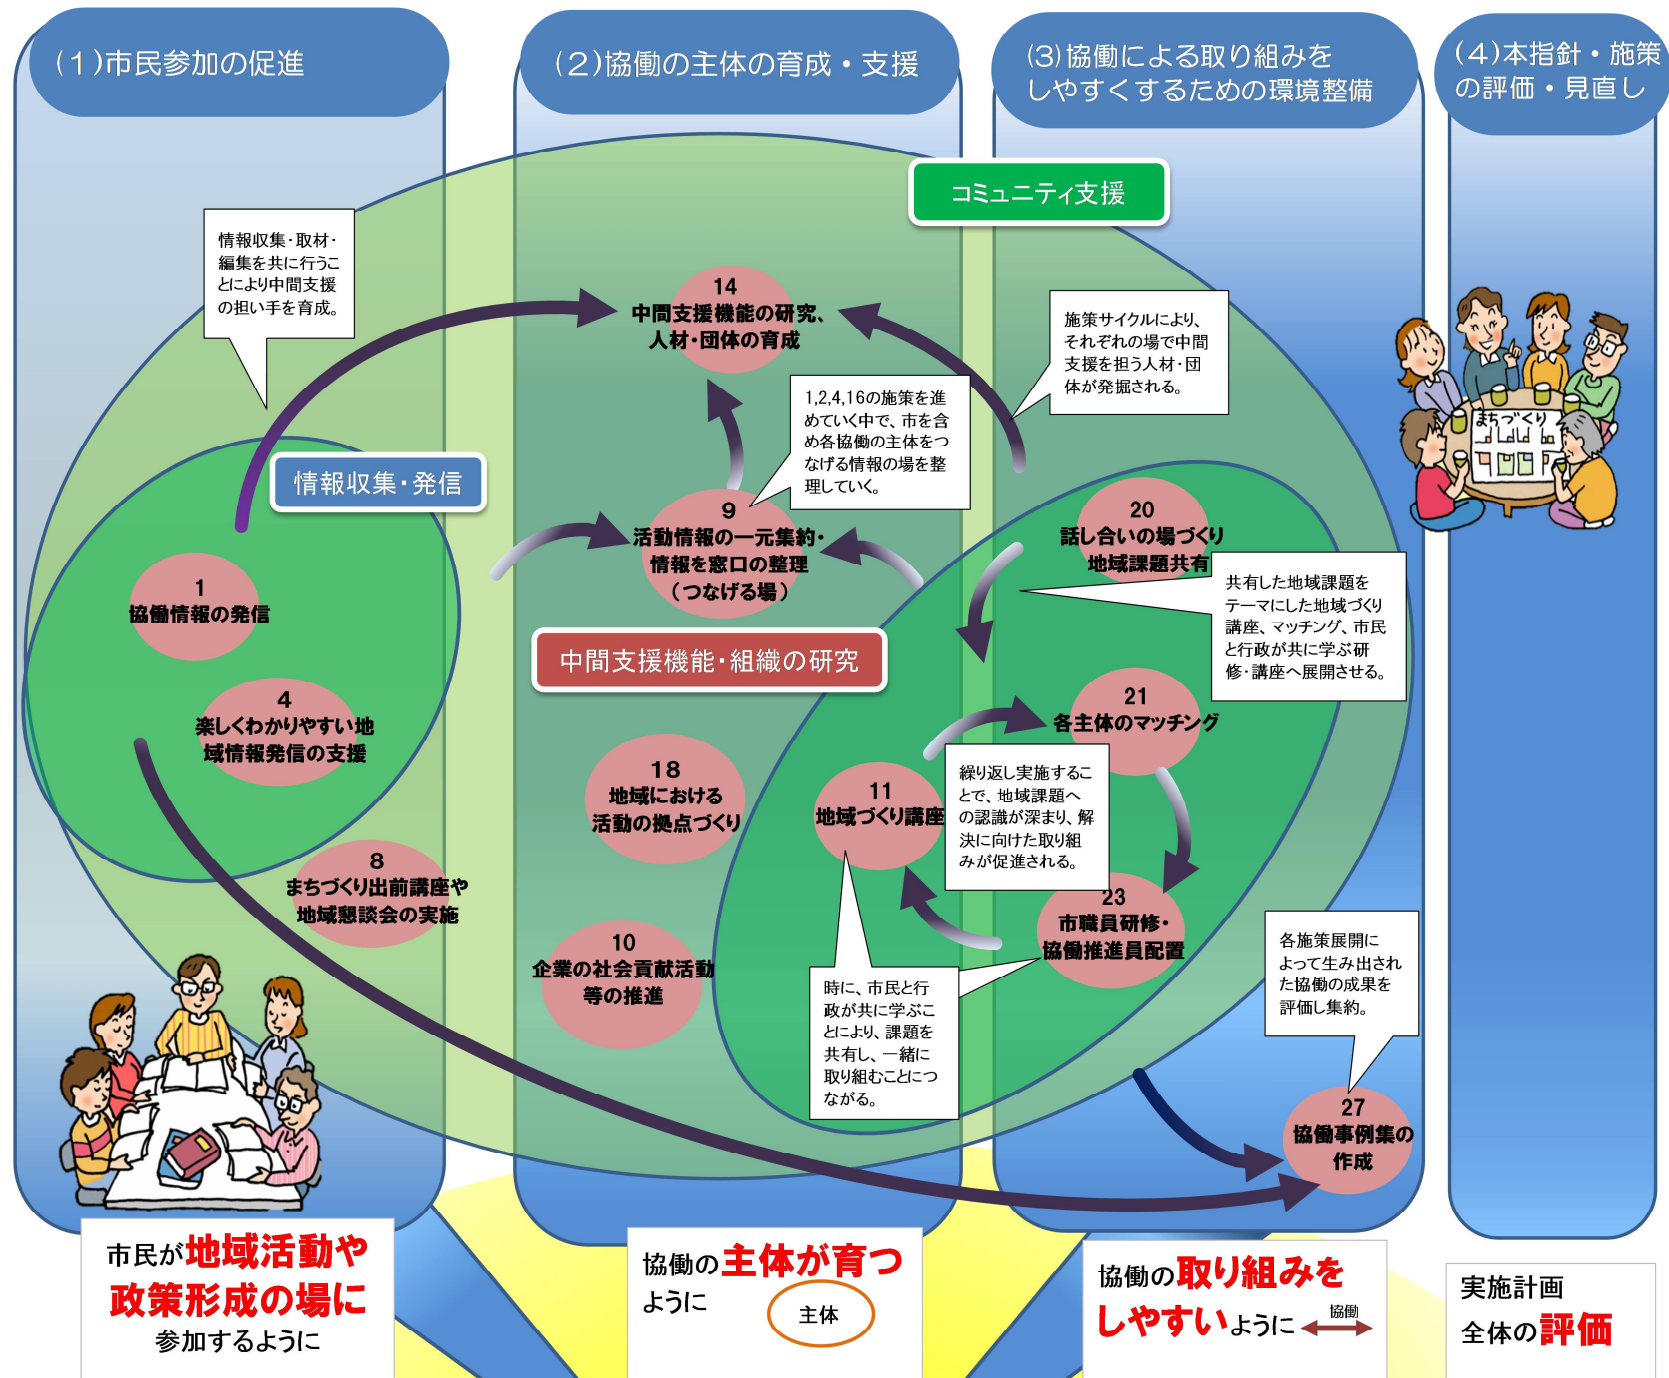 (1)市民参加の促進
(2)協働の主体の育成・支援
(3)協働による取り組みを
しやすくするための環境整備
(4)本指針・施策
の評価・見直し
コミュニティ支援
情報収集・取材・
編集を共に行うこ
とにより中間支援
の担い手を育成。
14
中間支援機能の研究、
人材・団体の育成
施策サイクルにより、
それぞれの場で中間
支援を担う人材・団
体が発掘される。
1,2,4,16の施策を進
めていく中で、市を含
め各協働の主体をつ
なげる情報の場を整
理していく。
まちづくり
情報収集・発信
9
活動情報の一元集約・
情報を窓口の整理
（つなげる場）
20
話し合いの場づくり
地域課題共有
1
協働情報の発信
共有した地域課題を
テーマにした地域づくり
講座、マッチング、市民
と行政が共に学ぶ研
修・講座へ展開させる。
中間支援機能・組織の研究
4
楽しくわかりやすい地
域情報発信の支援
21
各主体のマッチング
18
地域における
活動の拠点づくり
11
地域づくり講座
繰り返し実施するこ
とで、地域課題へ
の認識が深まり、解
決に向けた取り組
みが促進される。
8
まちづくり出前講座や
地域懇談会の実施
23
市職員研修・
協働推進員配置
10
企業の社会貢献活動
等の推進
時に、市民と行
政が共に学ぶこ
とにより、課題を
共有し、一緒に
取り組むことにつ
ながる。
各施策展開に
よって生み出され
た協働の成果を
評価し集約。
27
協働事例集の
作成
市民が地域活動や
政策形成の場に
参加するように
協働の主体が育つ
ように
主体
協働の取り組みを
しやすいように
協働
実施計画
全体の評価